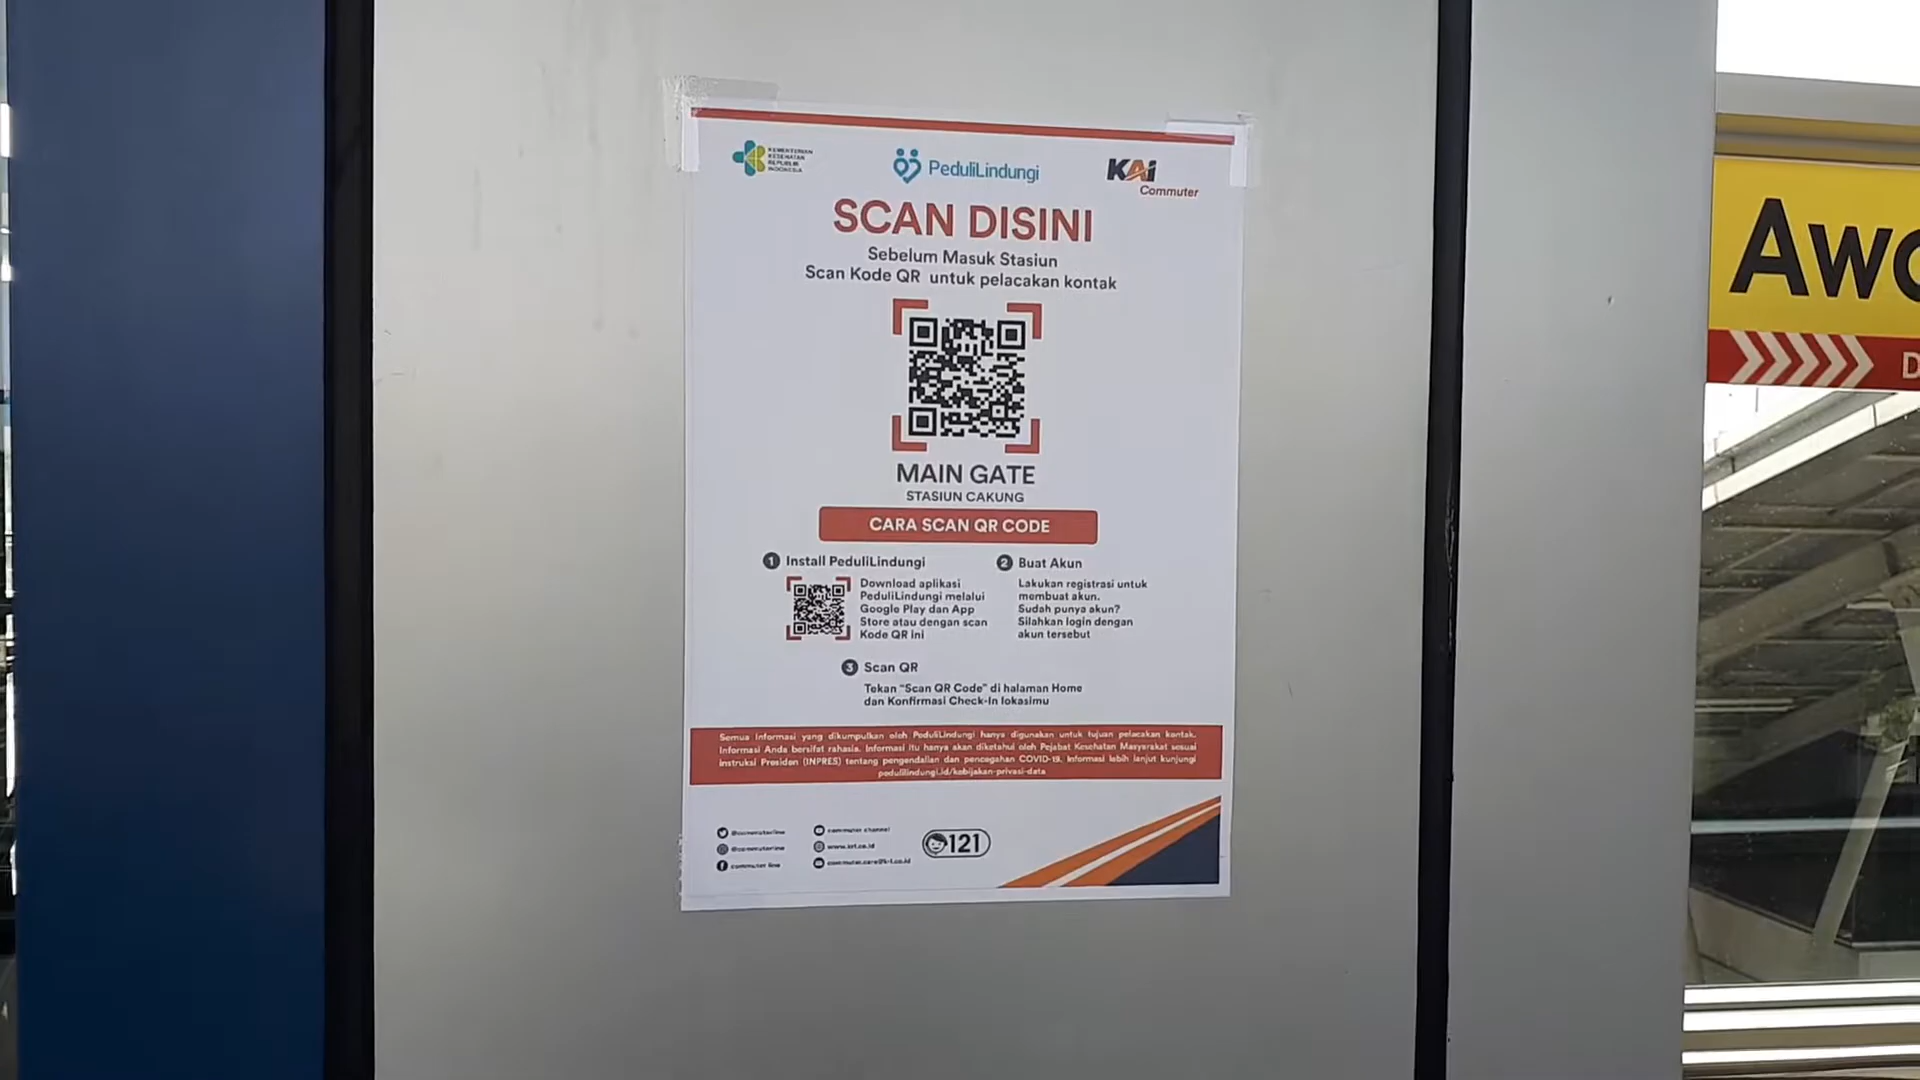 KEMENTERIAN
KESEHATAN
REPUBLIK
INDONESIA
PeduliLindungi
KAI
Commuter
SCAN DISINI
Sebelum Masuk Stasiun
Scan Kode QR untuk pelacakan kontak
MAIN GATE
STASIUN CAKUNG
CARA SCAN QR CODE
1 Install PeduliLindungi
Download aplikasi
PeduliLindungi melalui
Google Play dan App
Store atau dengan scan
Kode QR ini
2 Buat Akun
Lakukan registrasi untuk
membuat akun.
Sudah punya akun?
Silahkan login dengan
akun tersebut
3 Scan QR
Tekan "Scan QR Code" di halaman Home
dan Konfirmasi Check-In lokasimu
Semua Informasi yang dikumpulkan oleh PeduliLindungi hanya digunakan untuk tujuan pelacakan kontak.
Informasi Anda bersifat rahasia. Informasi itu hanya akan diketahui oleh Pejabat Kesehatan Masyarakat sesuai
Instruksi Presiden (INPRES) tentang pengendalian dan pencegahan COVID-19. Informasi lebih lanjut kunjungi
pedulilindungi.id/kebijakan-privasi-data
@commuterline
@commuterline
commuter line
commuter channel
www.krl.co.id
commuter.care@krl.co.id
121
Awa
D